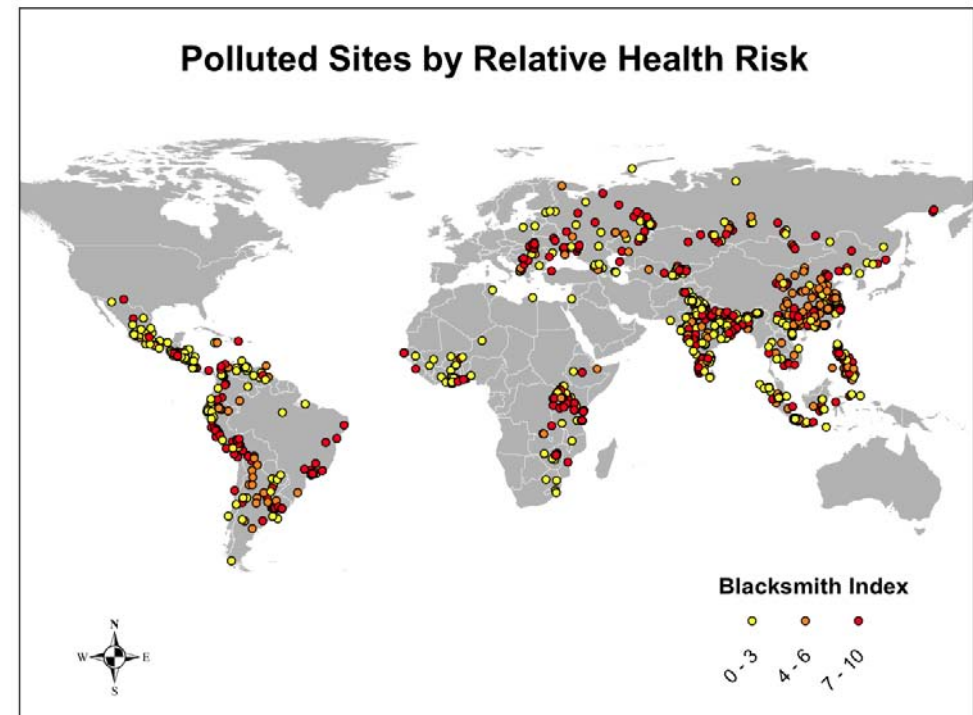 Polluted Sites by Relative Health Risk
Blacksmith Index
0 - 3
4 - 6
7 - 10
N
W E
S